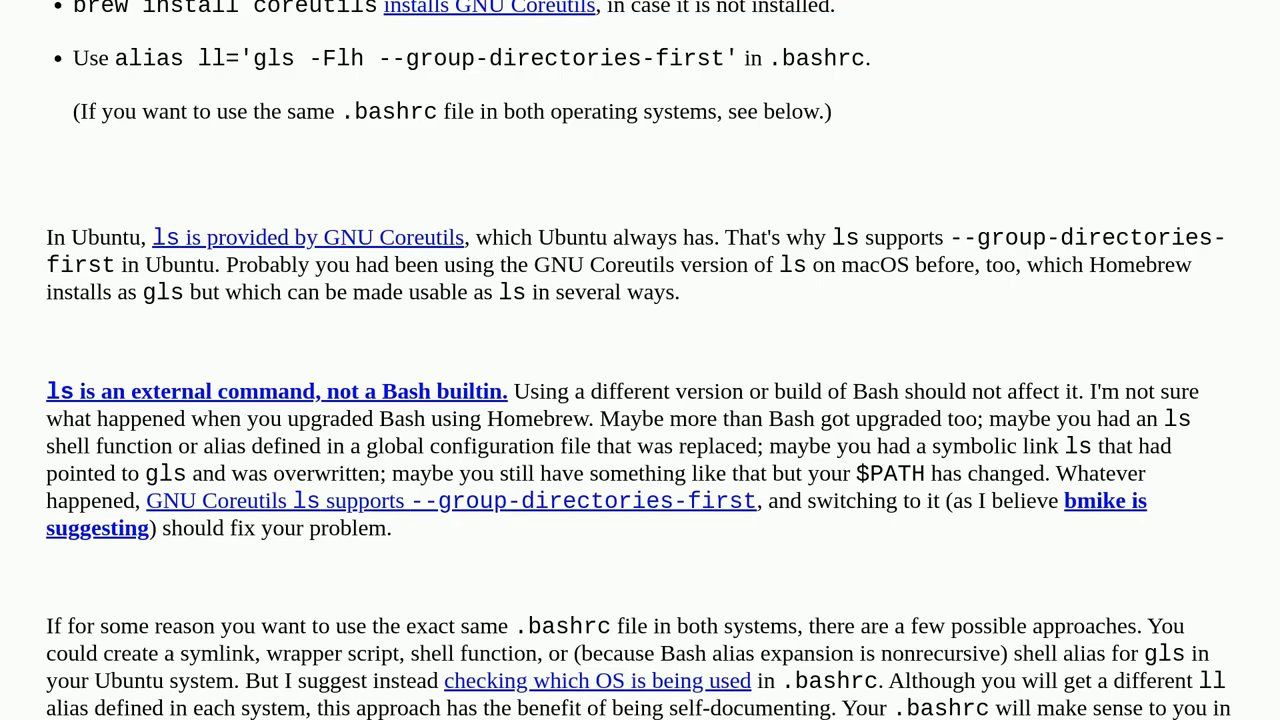 • brew install coreutils installs GNU Coreutils, in case it is not installed.
• Use alias ll='gls -Flh --group-directories-first' in .bashrc.
(If you want to use the same .bashrc file in both operating systems, see below.)
In Ubuntu, ls is provided by GNU Coreutils, which Ubuntu always has. That's why ls supports --group-directories-
first in Ubuntu. Probably you had been using the GNU Coreutils version of ls on macOS before, too, which Homebrew
installs as gls but which can be made usable as ls in several ways.
ls is an external command, not a Bash builtin. Using a different version or build of Bash should not affect it. I'm not sure
what happened when you upgraded Bash using Homebrew. Maybe more than Bash got upgraded too; maybe you had an ls
shell function or alias defined in a global configuration file that was replaced; maybe you had a symbolic link ls that had
pointed to gls and was overwritten; maybe you still have something like that but your $PATH has changed. Whatever
happened, GNU Coreutils ls supports --group-directories-first, and switching to it (as I believe bmike is
suggesting) should fix your problem.
If for some reason you want to use the exact same .bashrc file in both systems, there are a few possible approaches. You
could create a symlink, wrapper script, shell function, or (because Bash alias expansion is nonrecursive) shell alias for gls in
your Ubuntu system. But I suggest instead checking which OS is being used in .bashrc. Although you will get a different ll
alias defined in each system, this approach has the benefit of being self-documenting. Your .bashrc will make sense to you in